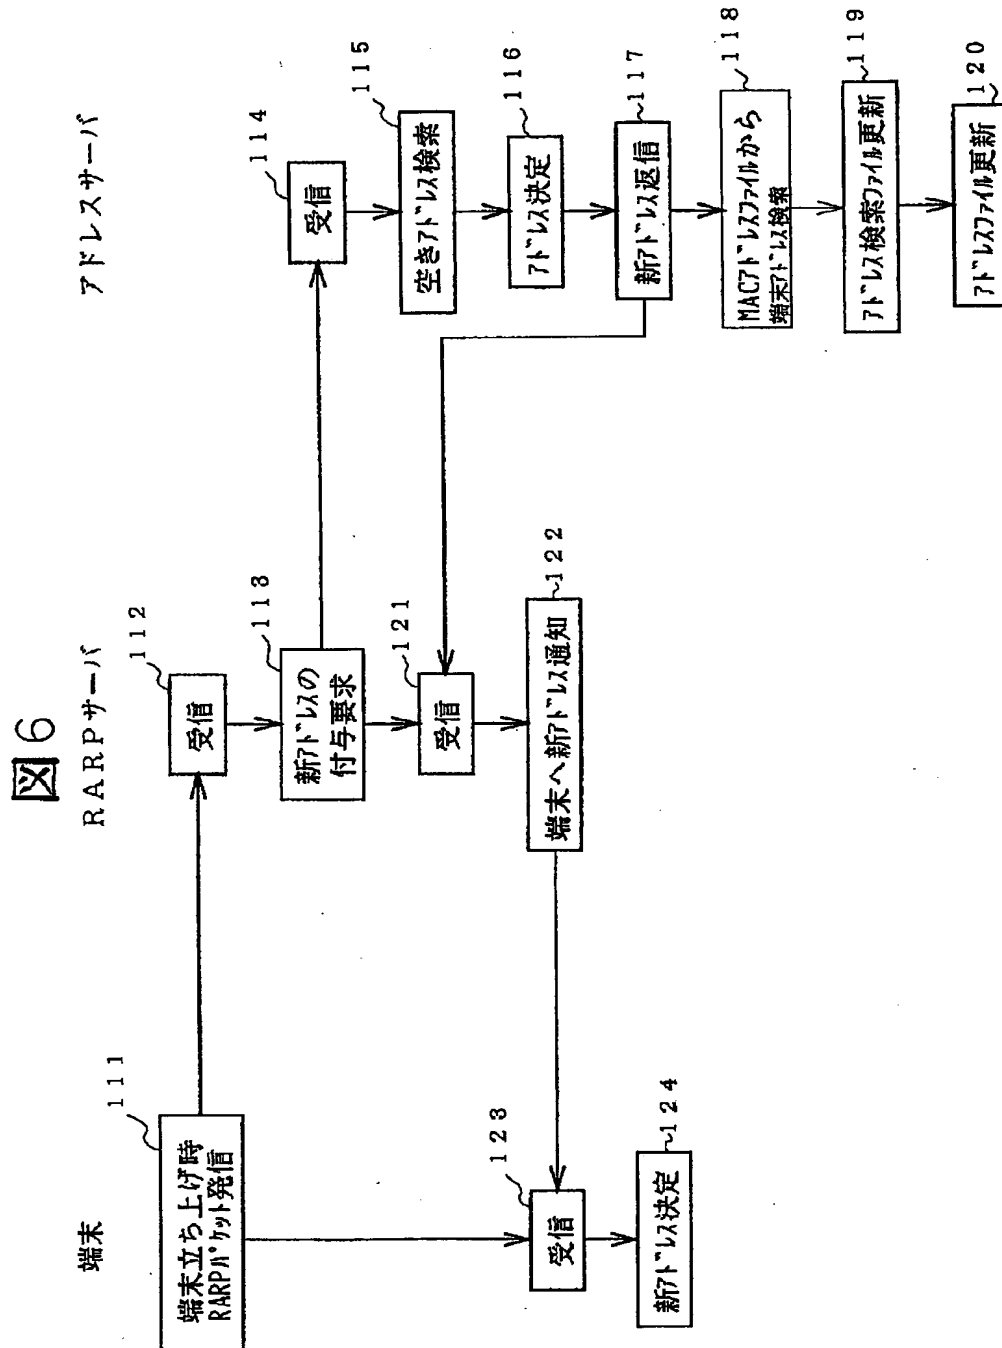 図6
端末
RARPサーバ
アドレスサーバ
111
端末立ち上げ時
RARPパケット発信
112
受信
113
新アドレスの
付与要求
114
受信
115
空きアドレス検索
116
アドレス決定
117
新アドレス返信
118
MACアドレスファイルから
端末アドレス検索
119
アドレス検索ファイル更新
120
アドレスファイル更新
121
受信
122
端末へ新アドレス通知
123
受信
124
新アドレス決定